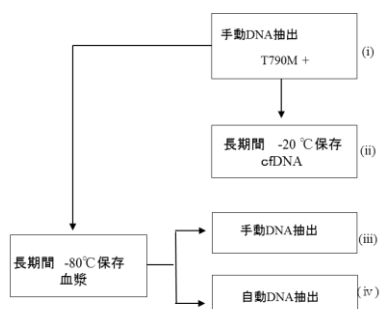 手動DNA抽出
T790M +
(i)
長期間 -20 ℃保存
cfDNA
(ii)
手動DNA抽出
(iii)
長期間 -80℃保存
血漿
自動DNA抽出
(iv)